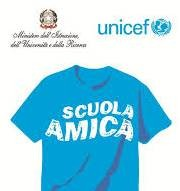 Ministero dell'Istruzione,
dell'Università e della Ricerca
unicef
SCUOLA
AMICA